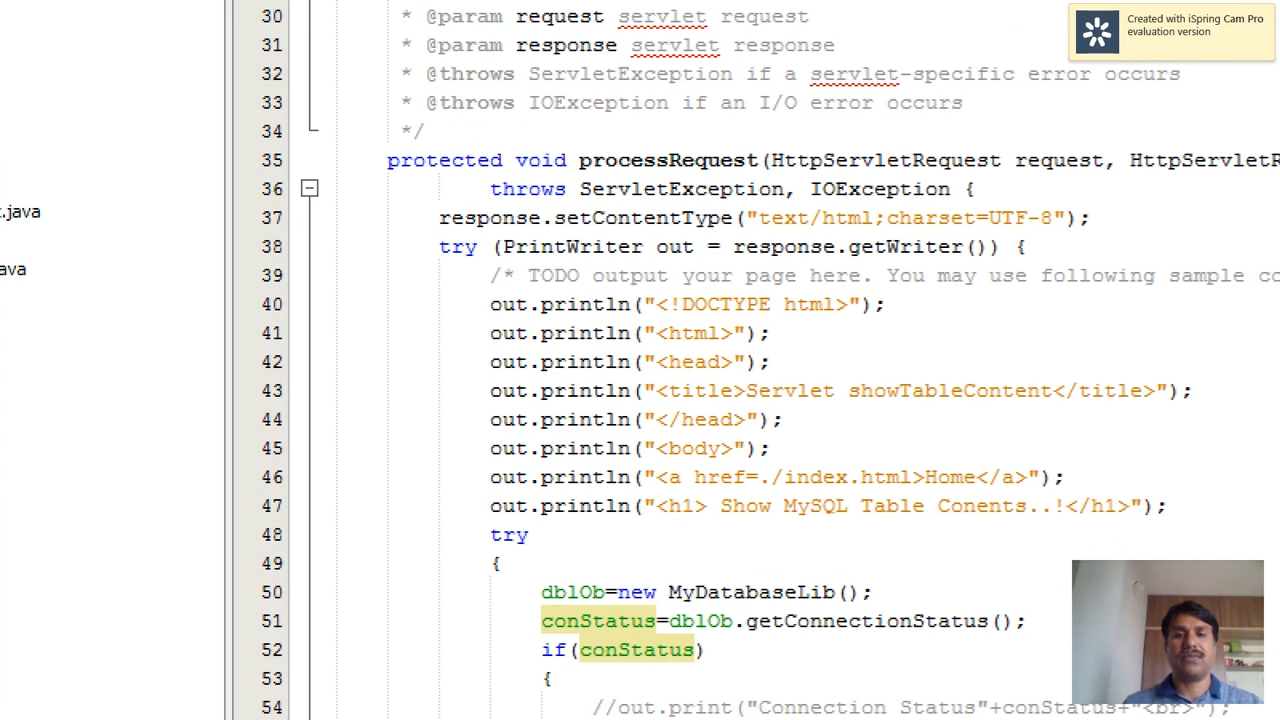 30 * @param request servlet request
31 * @param response servlet response
32 * @throws ServletException if a servlet-specific error occurs
33 * @throws IOException if an I/O error occurs
34 */
35 protected void processRequest(HttpServletRequest request, HttpServletR
36 throws ServletException, IOException {
37 response.setContentType("text/html;charset=UTF-8");
38 try (PrintWriter out = response.getWriter()) {
39 /* TODO output your page here. You may use following sample co
40 out.println("<!DOCTYPE html>");
41 out.println("<html>");
42 out.println("<head>");
43 out.println("<title>Servlet showTableContent</title>");
44 out.println("</head>");
45 out.println("<body>");
46 out.println("<a href=./index.html>Home</a>");
47 out.println("<h1> Show MySQL Table Conents..!</h1>");
48 try
49 {
50 dblOb=new MyDatabaseLib();
51 conStatus=dblOb.getConnectionStatus();
52 if(conStatus)
53 {
54 //out.print("Connection Status"+conStatus+"<br>");
t.java
ava
Created with iSpring Cam Pro
evaluation version